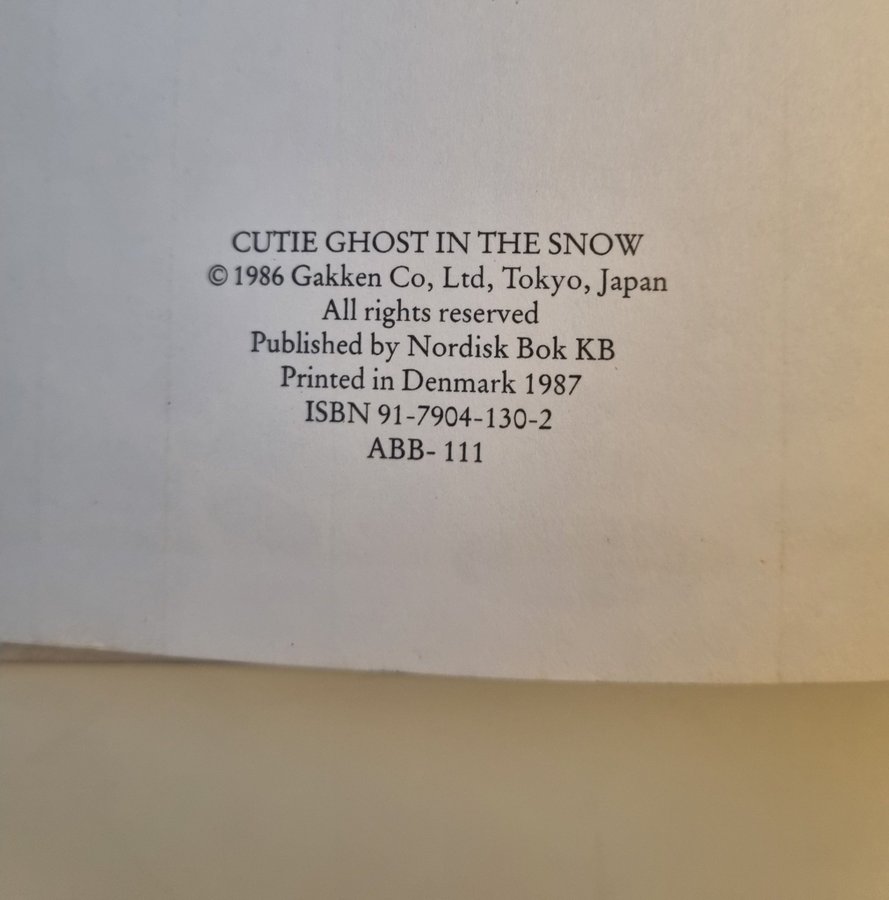 CUTIE GHOST IN THE SNOW
© 1986 Gakken Co, Ltd, Tokyo, Japan
All rights reserved
Published by Nordisk Bok KB
Printed in Denmark 1987
ISBN 91-7904-130-2
ABB- 111